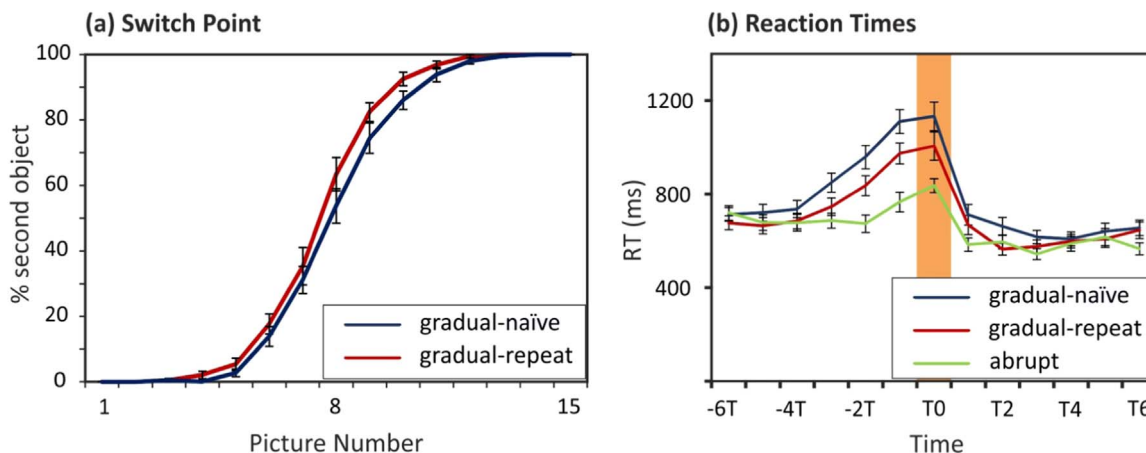 (a) Switch Point
% second object
100
80
60
40
20
0
1
8
15
Picture Number
gradual-naïve
gradual-repeat
(b) Reaction Times
RT (ms)
1200
800
400
-6T
-4T
-2T
T0
T2
T4
T6
Time
gradual-naïve
gradual-repeat
abrupt